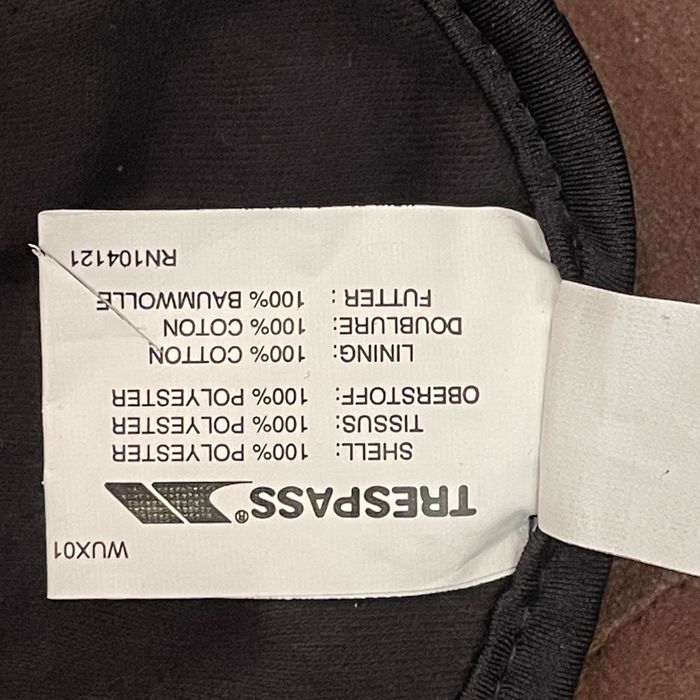 WUX01
TRESPASS®
SHELL: 100% POLYESTER
TISSUS: 100% POLYESTER
OBERSTOFF: 100% POLYESTER
LINING: 100% COTTON
DOUBLURE: 100% COTON
FUTTER : 100% BAUMWOLLE
RN104121